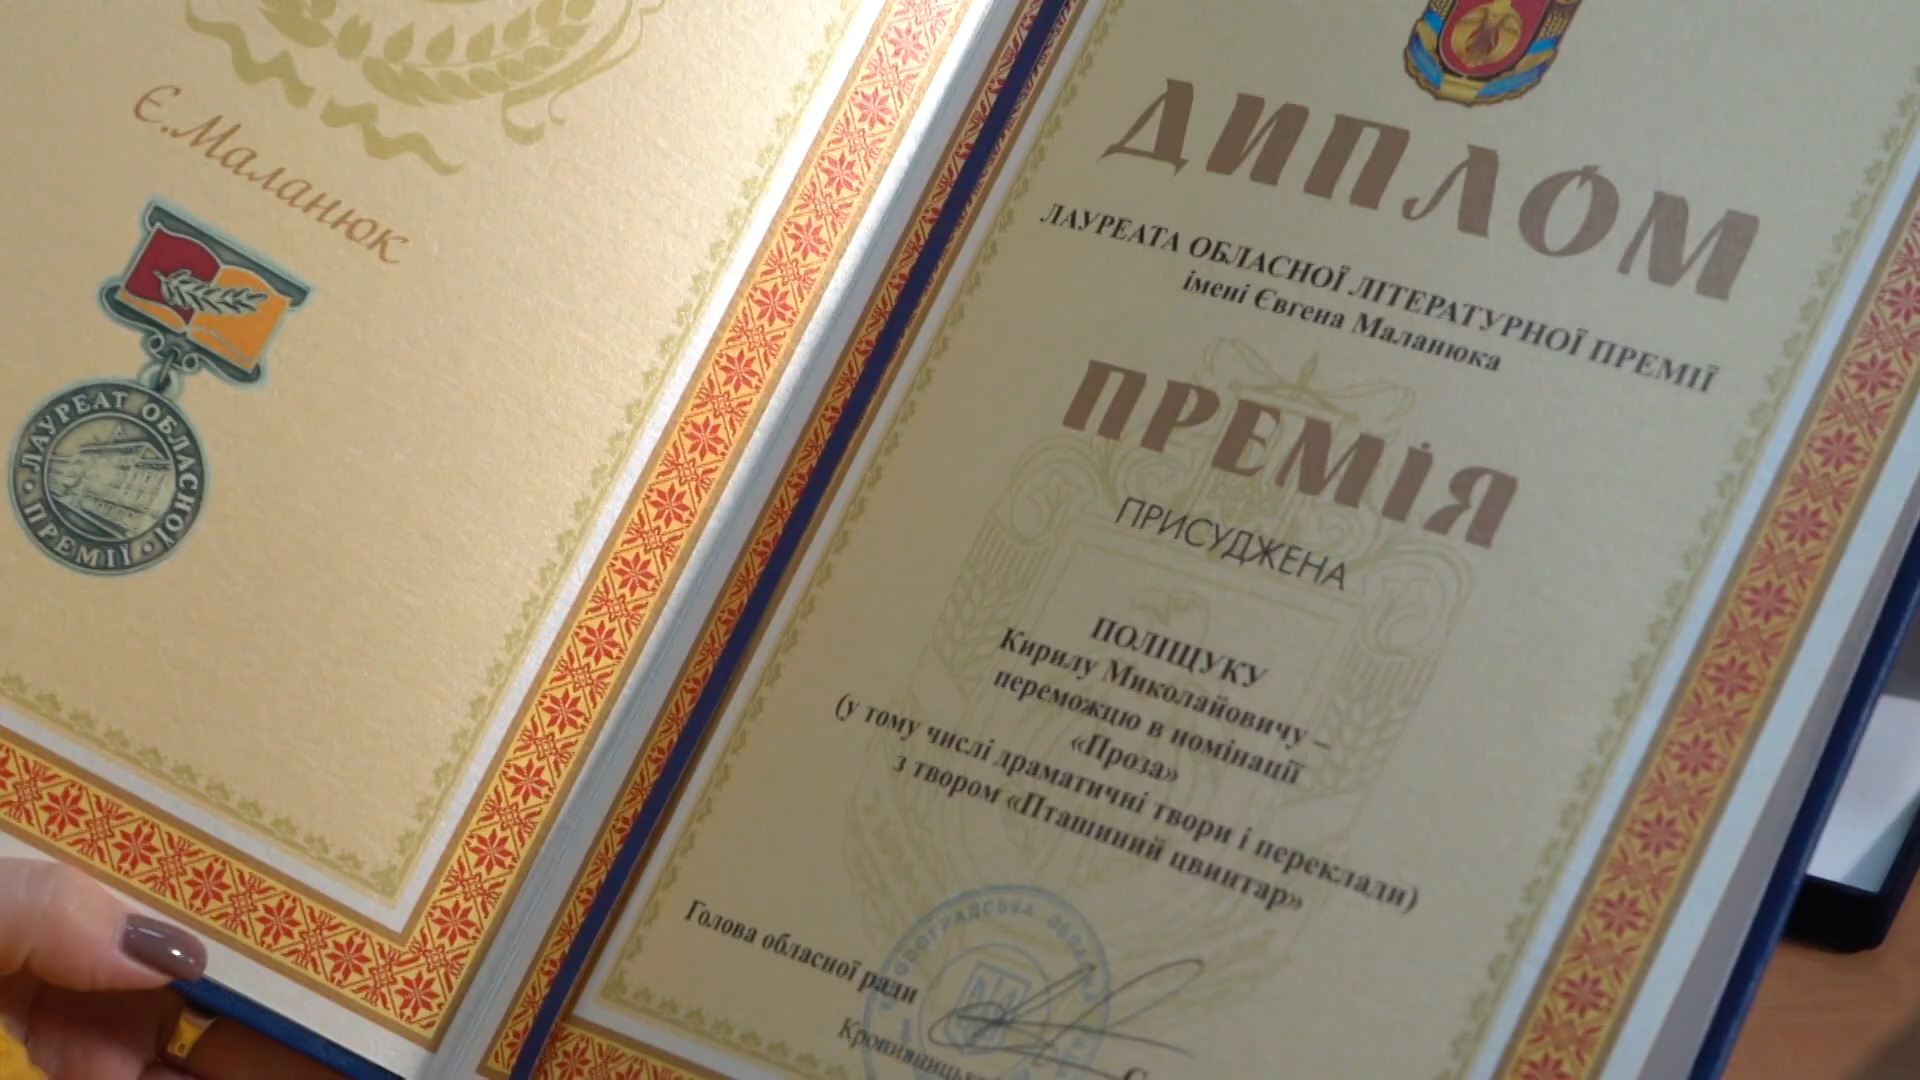 Є.Маланюк
ЛАУРЕАТ ОБЛАСНОЇ
ПРЕМІЇ
ДИПЛОМ
ЛАУРЕАТА ОБЛАСНОЇ ЛІТЕРАТУРНОЇ ПРЕМІЇ
імені Євгена Маланюка
ПРЕМІЯ
ПРИСУДЖЕНА
ПОЛІЩУКУ
Кирилу Миколайовичу –
переможцю в номінації
«Проза»
(у тому числі драматичні твори і переклади)
з твором «Пташиний цвинтар»
Голова обласної ради